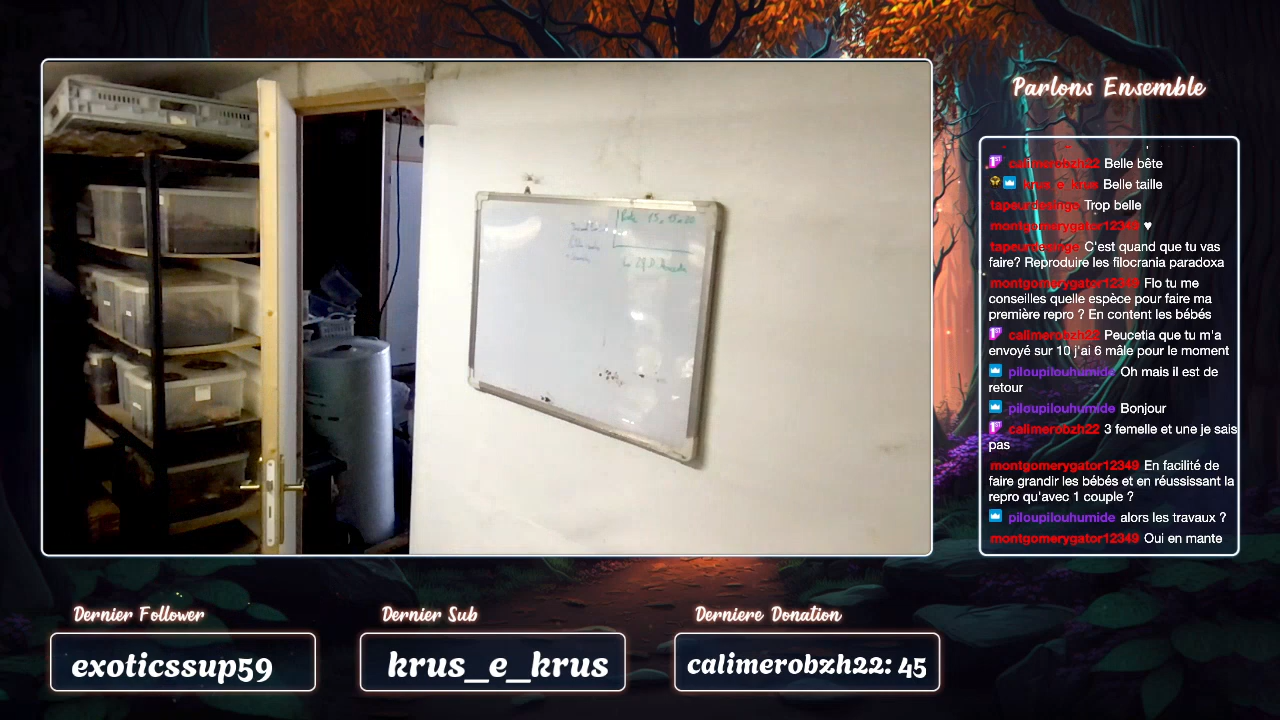 Parlons Ensemble
calimerobzh22 Belle bête
krus_e_krus Belle taille
tapeurdesinge Trop belle
montgomerygator12349 ♥
tapeurdesinge C'est quand que tu vas
faire? Reproduire les filocrania paradoxa
montgomerygator12349 Flo tu me
conseilles quelle espèce pour faire ma
première repro ? En content les bébés
calimerobzh22 Peucetia que tu m'a
envoyé sur 10 j'ai 6 mâle pour le moment
piloupilouhumide Oh mais il est de
retour
piloupilouhumide Bonjour
calimerobzh22 3 femelle et une je sais
pas
montgomerygator12349 En facilité de
faire grandir les bébés et en réussissant la
repro qu'avec 1 couple ?
piloupilouhumide alors les travaux ?
montgomerygator12349 Oui en mante
Dernier Follower
exoticssup59
Dernier Sub
krus_e_krus
Derniere Donation
calimerobzh22: 45